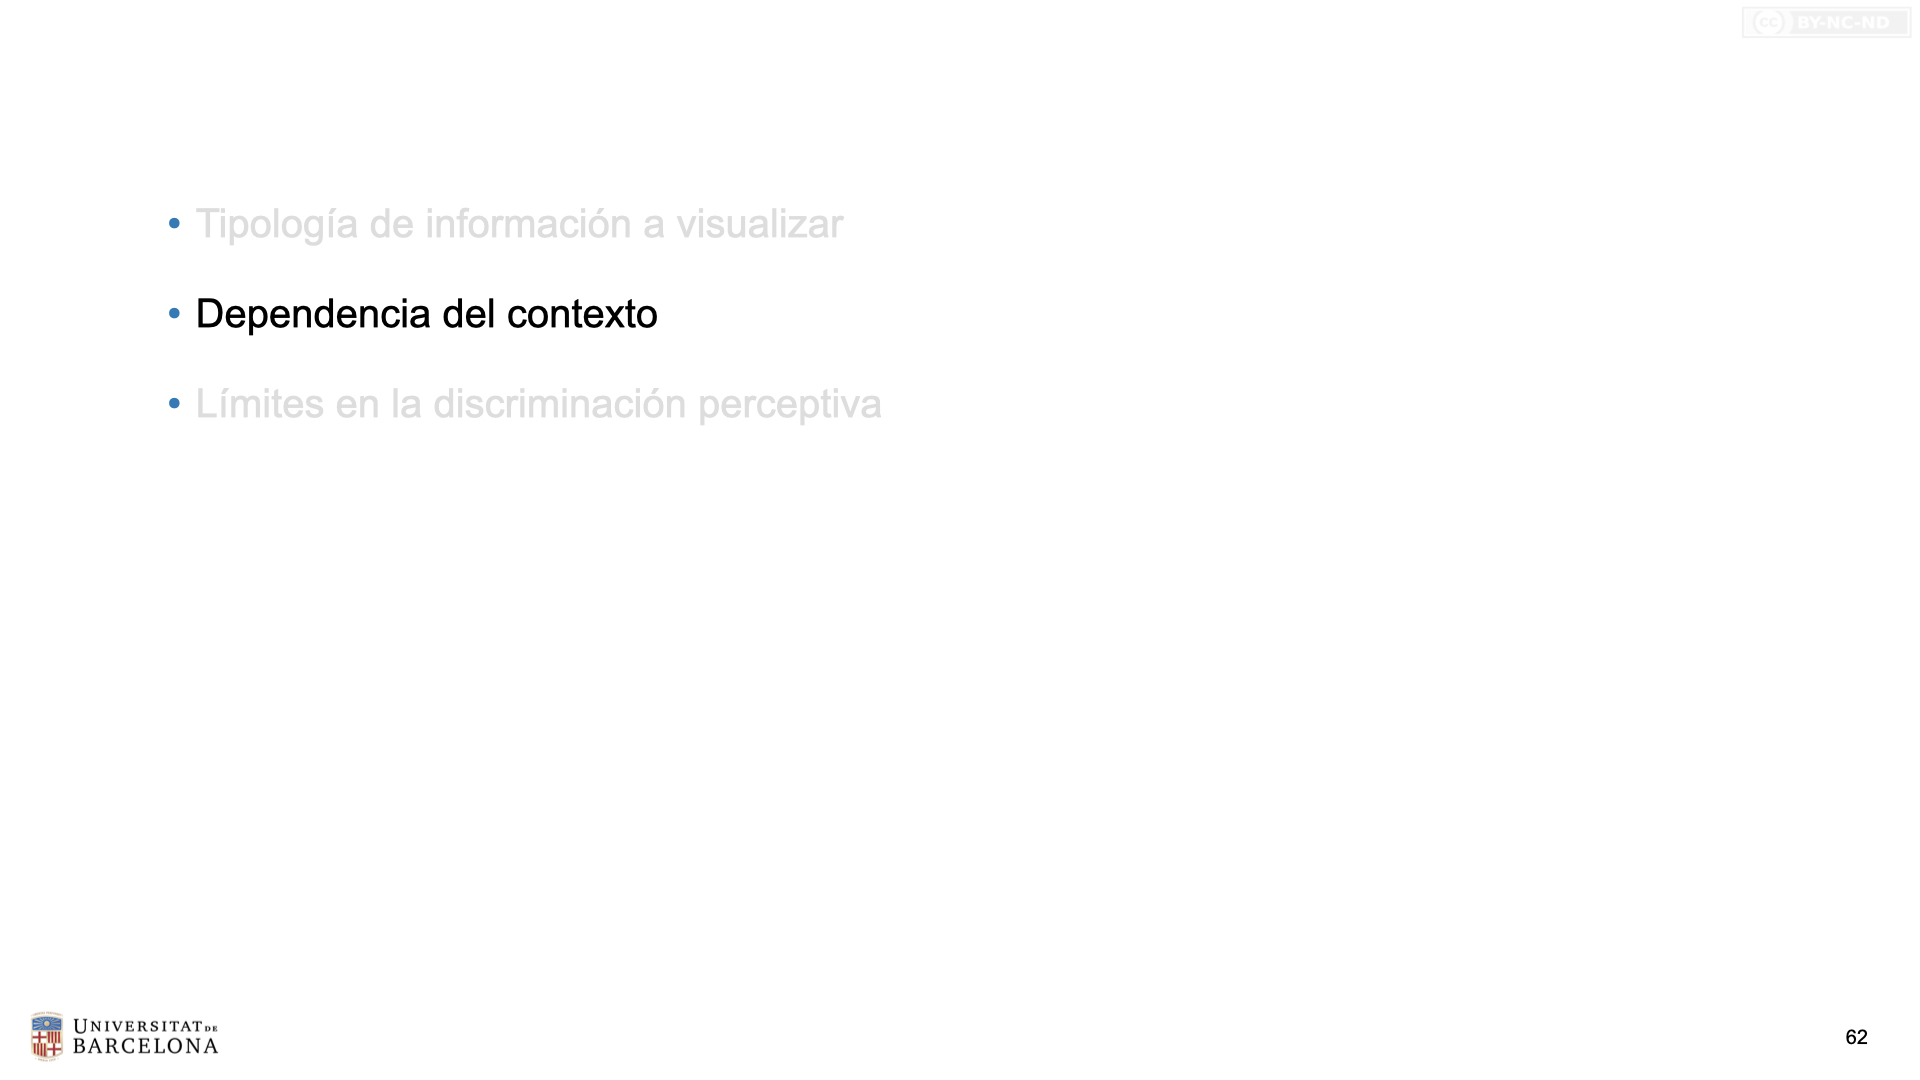 BY-NC-ND
• Tipología de información a visualizar
• Dependencia del contexto
• Límites en la discriminación perceptiva
UNIVERSITAT DE
BARCELONA
62